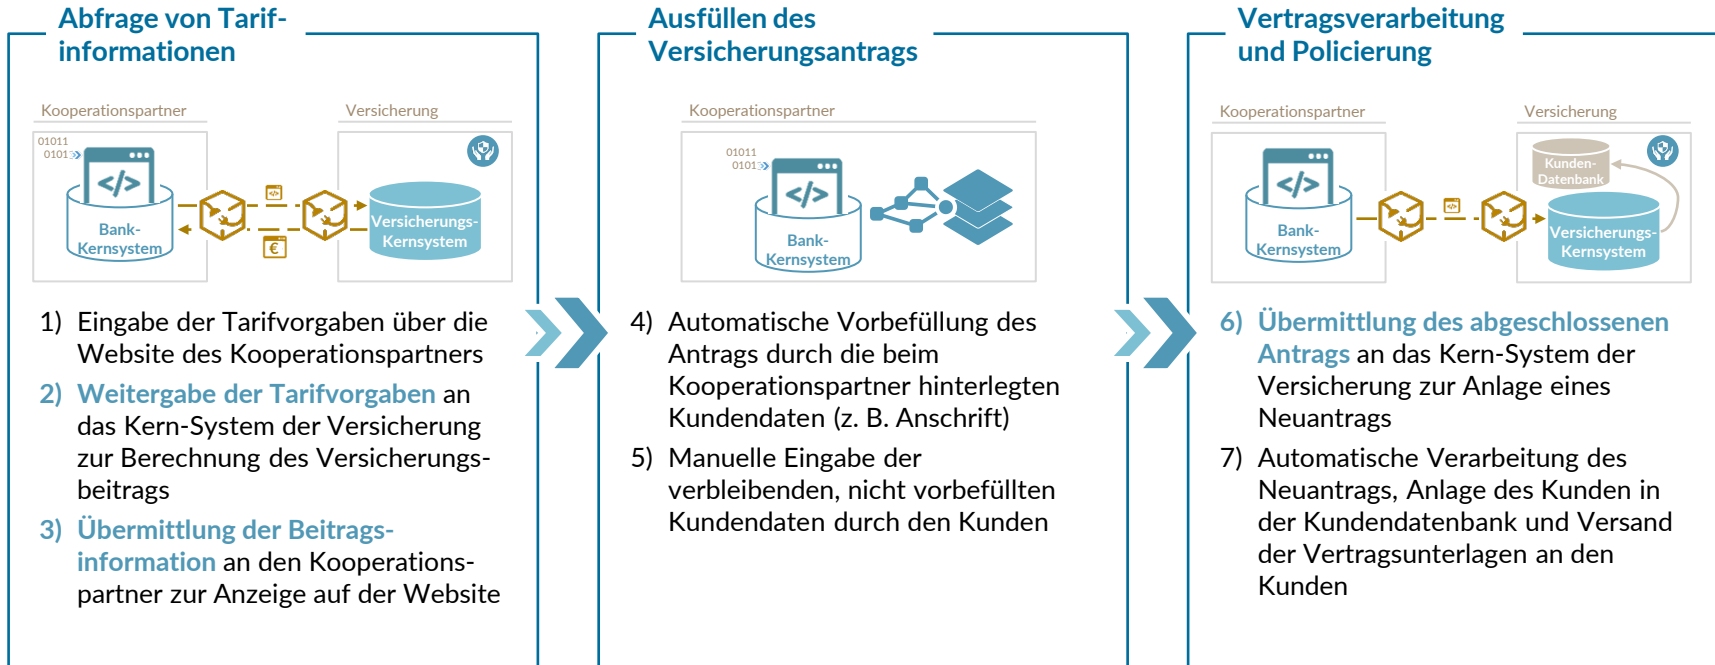 Abfrage von Tarif-
informationen
Kooperationspartner
Versicherung
01011
0101
</>
</>
€
Bank-
Kernsystem
Versicherungs-
Kernsystem
1) Eingabe der Tarifvorgaben über die
Website des Kooperationspartners
2) Weitergabe der Tarifvorgaben an
das Kern-System der Versicherung
zur Berechnung des Versicherungs-
beitrags
3) Übermittlung der Beitrags-
information an den Kooperations-
partner zur Anzeige auf der Website
Ausfüllen des
Versicherungsantrags
Kooperationspartner
01011
0101
</>
Bank-
Kernsystem
4) Automatische Vorbefüllung des
Antrags durch die beim
Kooperationspartner hinterlegten
Kundendaten (z. B. Anschrift)
5) Manuelle Eingabe der
verbleibenden, nicht vorbefüllten
Kundendaten durch den Kunden
Vertragsverarbeitung
und Policierung
Kooperationspartner
Versicherung
</>
</>
Kunden-
Datenbank
Bank-
Kernsystem
Versicherungs-
Kernsystem
6) Übermittlung des abgeschlossenen
Antrags an das Kern-System der
Versicherung zur Anlage eines
Neuantrags
7) Automatische Verarbeitung des
Neuantrags, Anlage des Kunden in
der Kundendatenbank und Versand
der Vertragsunterlagen an den
Kunden